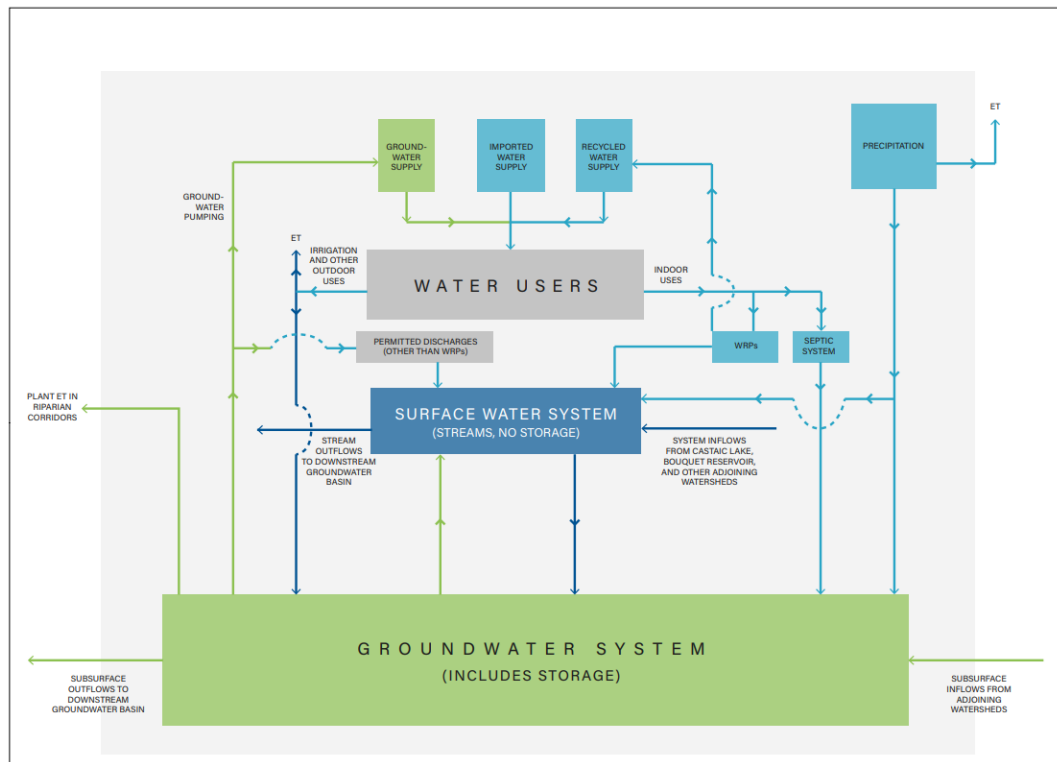 ET
GROUND-
WATER
SUPPLY
IMPORTED
WATER
SUPPLY
RECYCLED
WATER
SUPPLY
PRECIPITATION
GROUND-
WATER
PUMPING
ET
IRRIGATION
AND OTHER
OUTDOOR
USES
WATER USERS
INDOOR
USES
PERMITTED DISCHARGES
(OTHER THAN WRPs)
WRPs
SEPTIC
SYSTEM
PLANT ET IN
RIPARIAN
CORRIDORS
SURFACE WATER SYSTEM
(STREAMS, NO STORAGE)
STREAM
OUTFLOWS
TO DOWNSTREAM
GROUNDWATER
BASIN
SYSTEM INFLOWS
FROM CASTAIC LAKE,
BOUQUET RESERVOIR,
AND OTHER ADJOINING
WATERSHEDS
GROUNDWATER SYSTEM
(INCLUDES STORAGE)
SUBSURFACE
OUTFLOWS TO
DOWNSTREAM
GROUNDWATER BASIN
SUBSURFACE
INFLOWS FROM
ADJOINING
WATERSHEDS